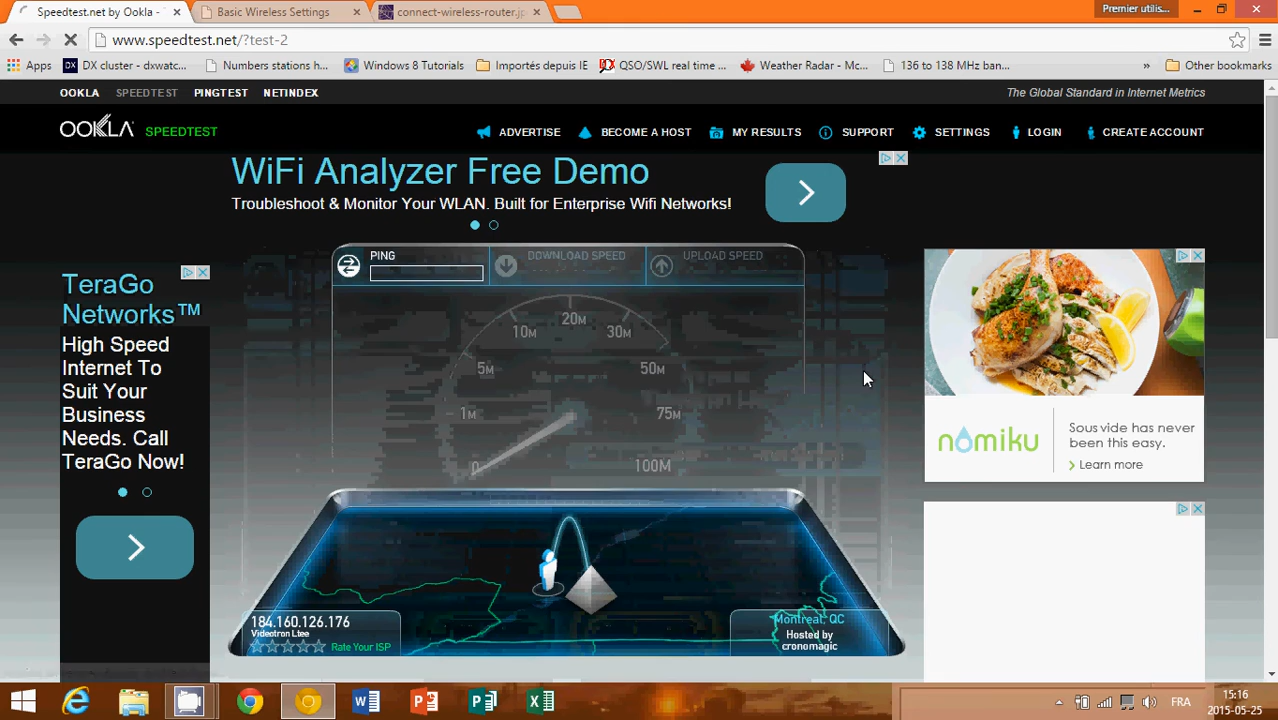 Speedtest.net by Ookla -
Basic Wireless Settings
connect-wireless-router.j
Premier utilis...
www.speedtest.net/?test-2
Apps
DX DX cluster - dxwatc...
Numbers stations h...
Windows 8 Tutorials
Importés depuis IE
QSO/SWL real time ...
Weather Radar - Mc...
136 to 138 MHz ban...
»
Other bookmarks
OOKLA SPEEDTEST PINGTEST NETINDEX
The Global Standard in Internet Metrics
OOKLA SPEEDTEST
ADVERTISE
BECOME A HOST
MY RESULTS
SUPPORT
SETTINGS
LOGIN
CREATE ACCOUNT
WiFi Analyzer Free Demo
Troubleshoot & Monitor Your WLAN. Built for Enterprise Wifi Networks!
PING
DOWNLOAD SPEED
UPLOAD SPEED
TeraGo
Networks™
High Speed
Internet To
Suit Your
Business
Needs. Call
TeraGo Now!
20M
10M
30M
5M
50M
1M
75M
0
100M
nomiku
Sous vide has never
been this easy.
Learn more
184.160.126.176
Videotron Ltee
Rate Your ISP
Montreal, QC
Hosted by
cronomagic
FRA
15:16
2015-05-25